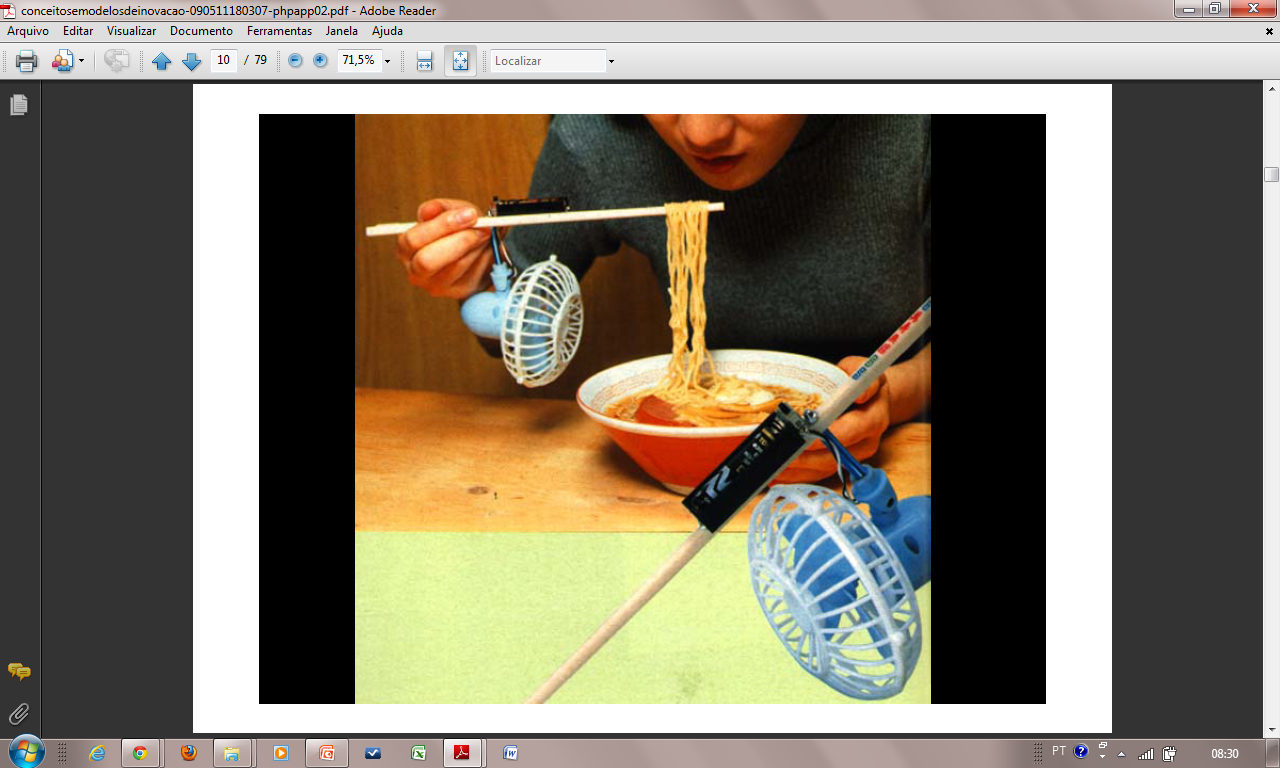 conceitosemodelosdeinovacao-090511180307-phpapp02.pdf - Adobe Reader
Arquivo Editar Visualizar Documento Ferramentas Janela Ajuda
10 / 79 71,5% Localizar
PT 08:30